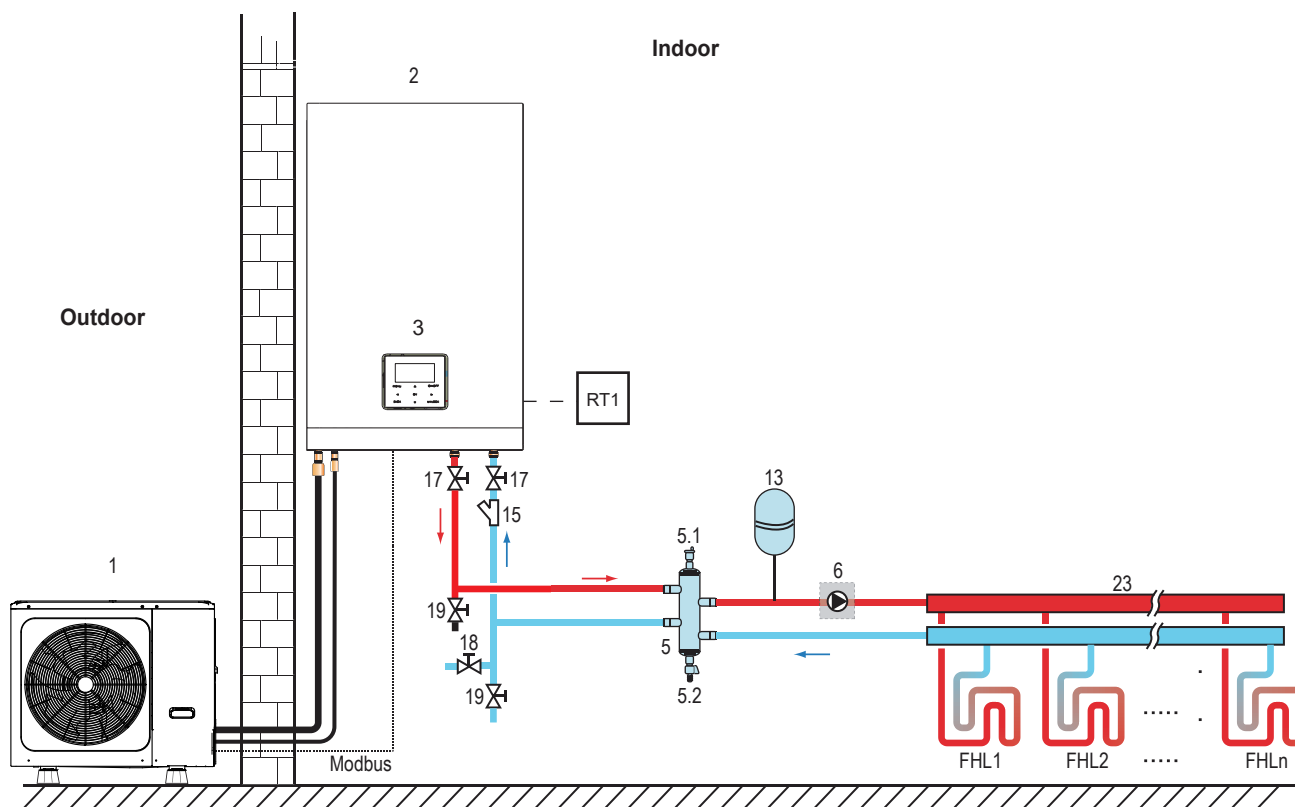 Indoor
2
Outdoor
3
RT1
17
17
13
15
5.1
1
6
23
19
18
5
19
5.2
Modbus
FHL1
FHL2
.....
.....
FHLn